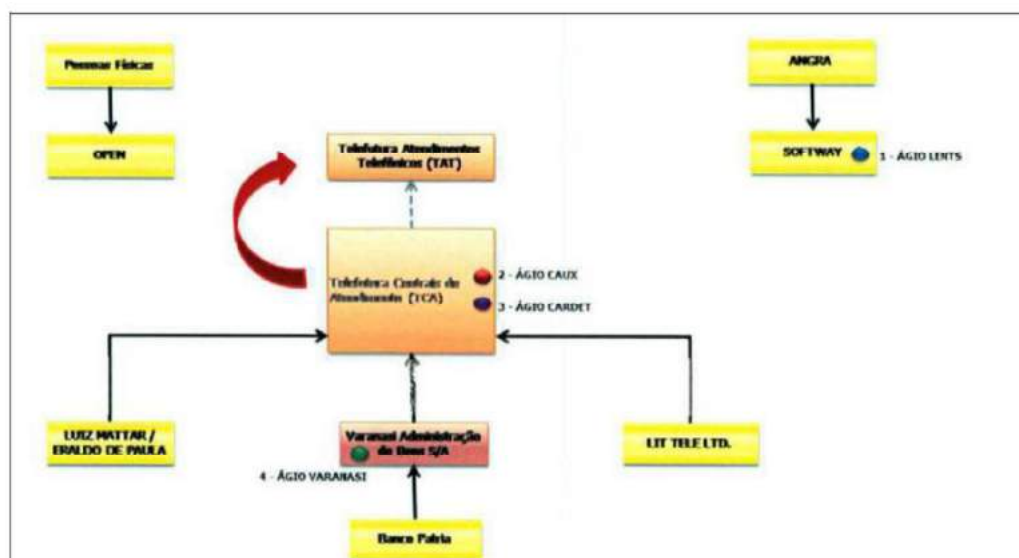 Pessoas Físicas
ANGRA
OPEN
SOFTWAY
1 - ÁGIO LENTS
Telefutura Atendimentos
Telefônicos (TAT)
Telefutura Centrais de
Atendimento (TCA)
2 - ÁGIO CAUX
3 - ÁGIO CARDET
LUIZ MATTAR /
ERALDO DE PAULA
Varanasi Administração
de Bens S/A
LIT TELE LTD.
4 - ÁGIO VARANASI
Banco Patria